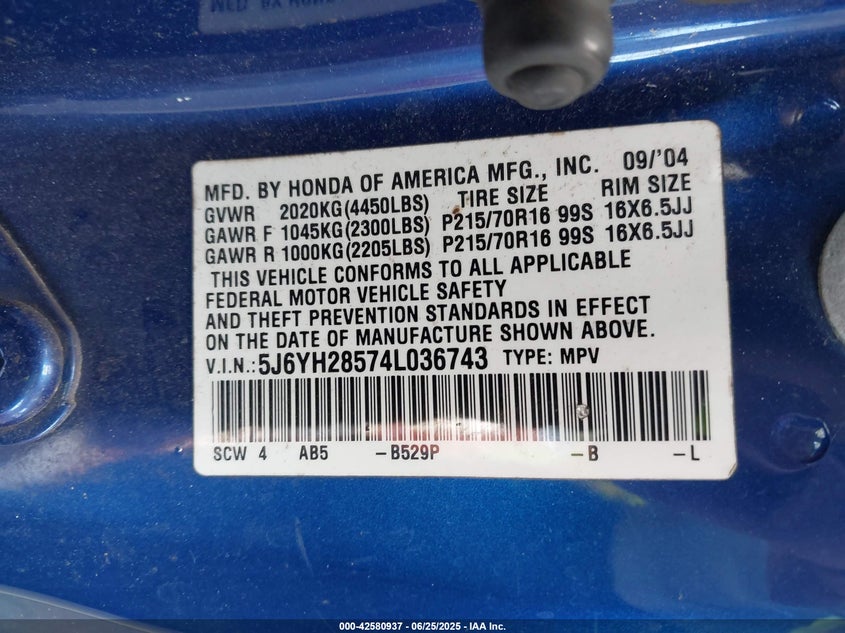 MFD. BY HONDA OF AMERICA MFG., INC. 09/'04
GVWR 2020KG(4450LBS) TIRE SIZE RIM SIZE
GAWR F 1045KG(2300LBS) P215/70R16 99S 16X6.5JJ
GAWR R 1000KG(2205LBS) P215/70R16 99S 16X6.5JJ
THIS VEHICLE CONFORMS TO ALL APPLICABLE
FEDERAL MOTOR VEHICLE SAFETY
AND THEFT PREVENTION STANDARDS IN EFFECT
ON THE DATE OF MANUFACTURE SHOWN ABOVE.
V.I.N.:5J6YH28574L036743 TYPE: MPV
SCW 4 AB5 -B529P -B -L
000-42580937 - 06/25/2025 - IAA Inc.